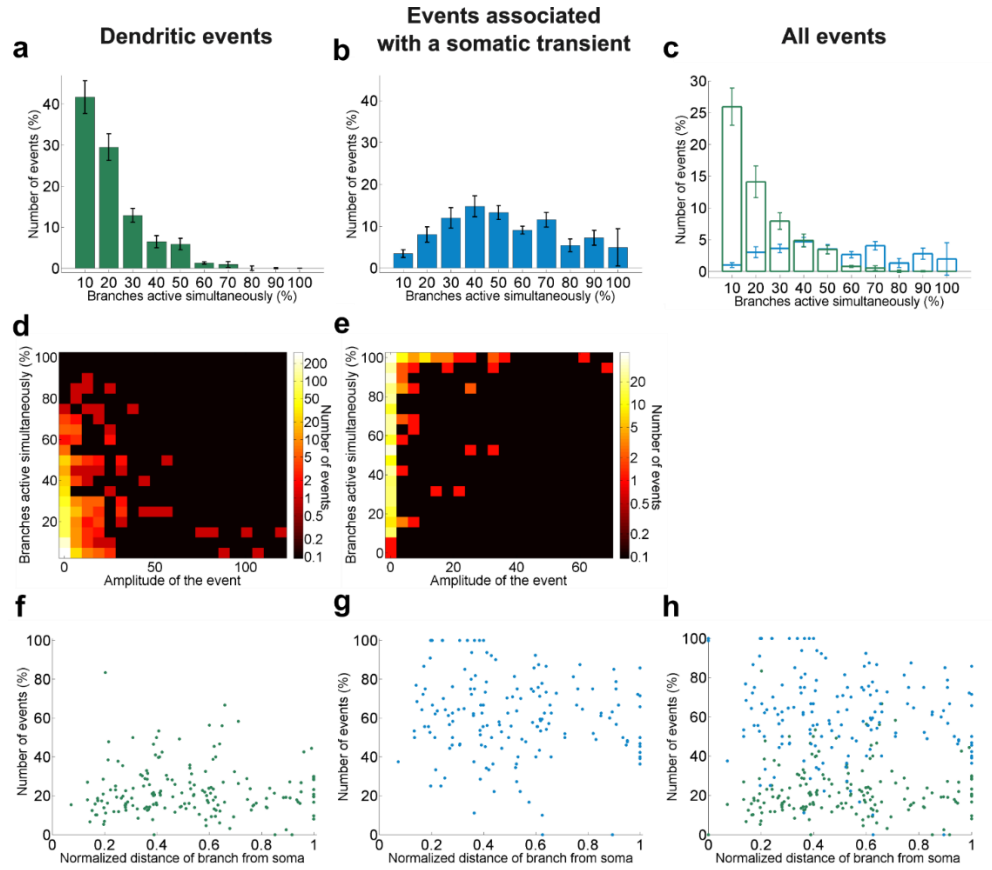 Dendritic events
Events associated
with a somatic transient
All events
a
b
c
Number of events (%)
40
30
20
10
0
10 20 30 40 50 60 70 80 90 100
Branches active simultaneously (%)
Number of events (%)
40
30
20
10
0
10 20 30 40 50 60 70 80 90 100
Branches active simultaneously (%)
Number of events (%)
30
25
20
15
10
5
0
10 20 30 40 50 60 70 80 90 100
Branches active simultaneously (%)
d
e
Branches active simultaneously (%)
100
80
60
40
20
0 50 100
Amplitude of the event
200
100
50
20
10
5
2
1
0.5
0.2
0.1
Number of events
Branches active simultaneously (%)
100
80
60
40
20
0
0 20 40 60
Amplitude of the event
20
10
5
2
1
0.5
0.2
0.1
Number of events
f
g
h
Number of events (%)
100
80
60
40
20
0
0 0.2 0.4 0.6 0.8 1
Normalized distance of branch from soma
Number of events (%)
100
80
60
40
20
0
0 0.2 0.4 0.6 0.8 1
Normalized distance of branch from soma
Number of events (%)
100
80
60
40
20
0
0 0.2 0.4 0.6 0.8 1
Normalized distance of branch from soma